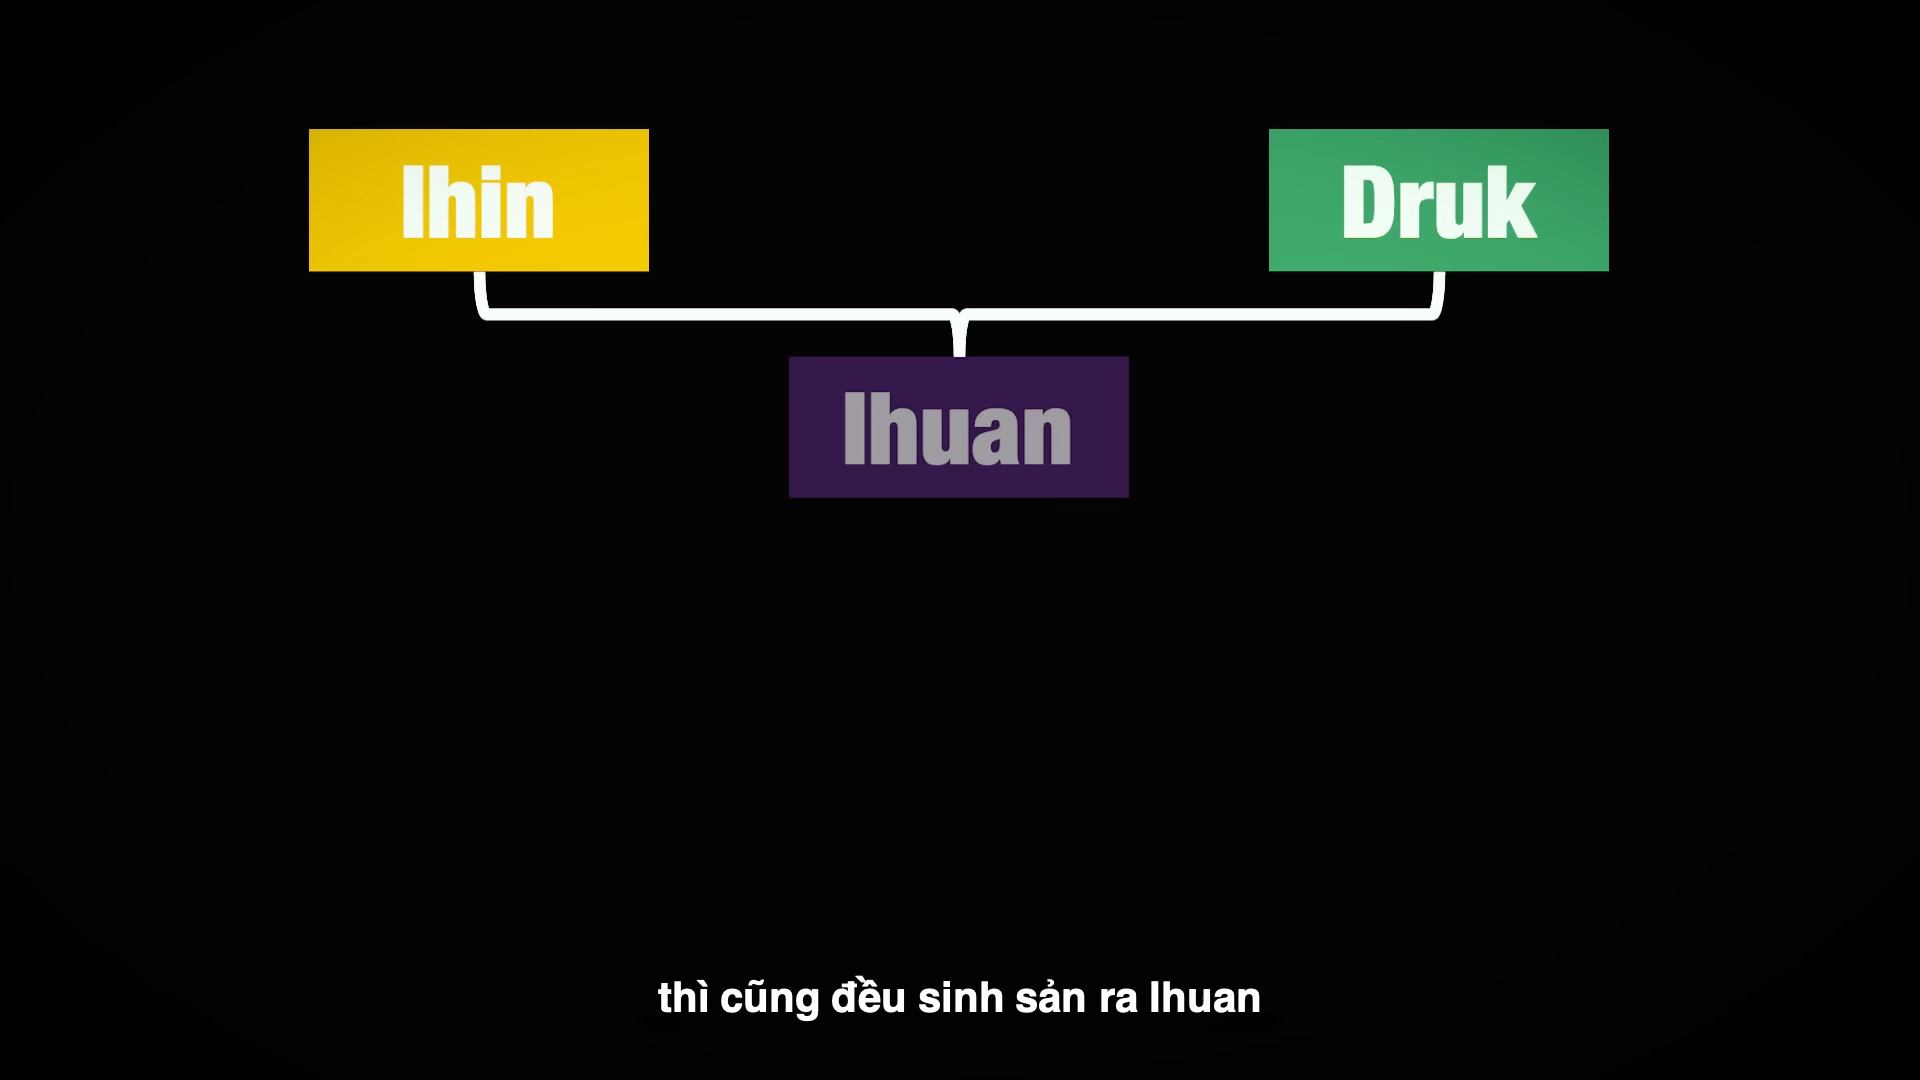 Ihin
Druk
Ihuan
thì cũng đều sinh sản ra Ihuan